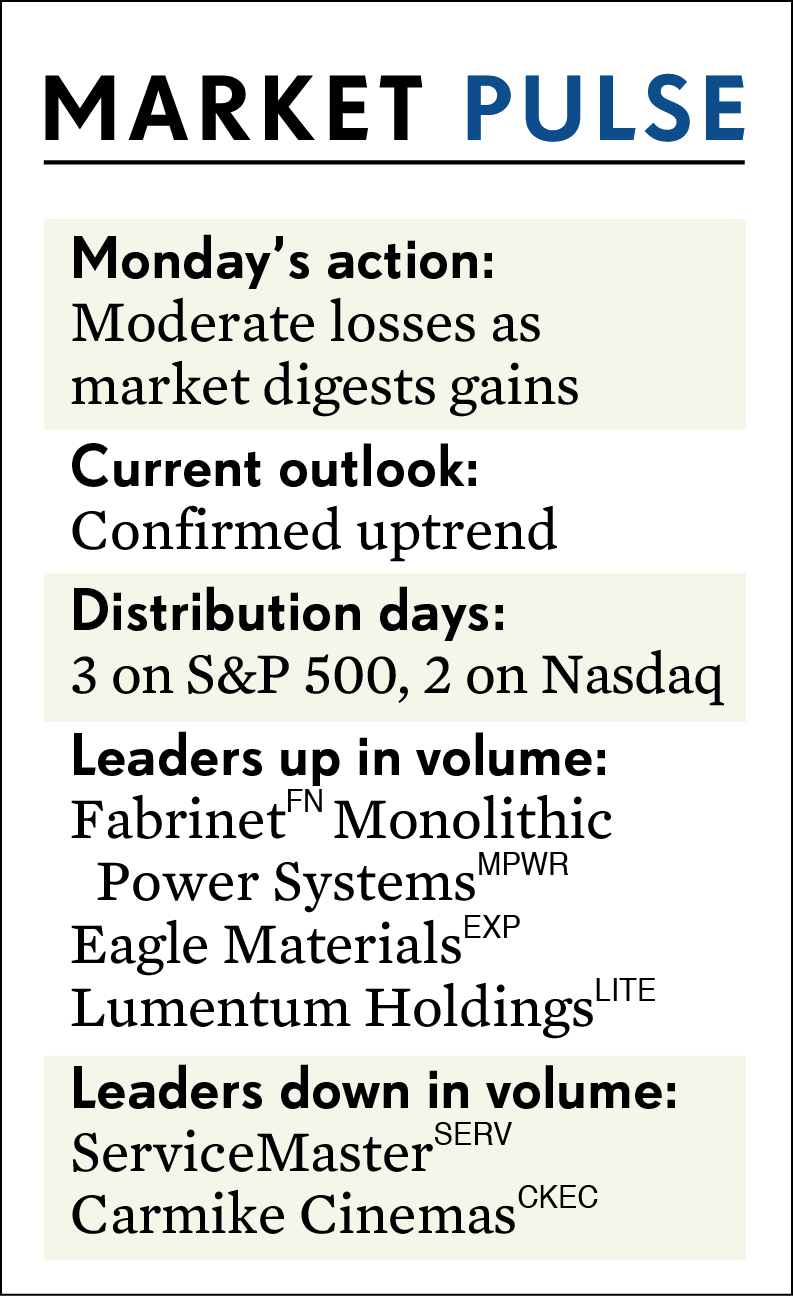 MARKET PULSE
Monday’s action:
Moderate losses as
market digests gains
Current outlook:
Confirmed uptrend
Distribution days:
3 on S&P 500, 2 on Nasdaq
Leaders up in volume:
Fabrinet FN Monolithic
Power Systems MPWR
Eagle Materials EXP
Lumentum Holdings LITE
Leaders down in volume:
ServiceMaster SERV
Carmike Cinemas CKEC